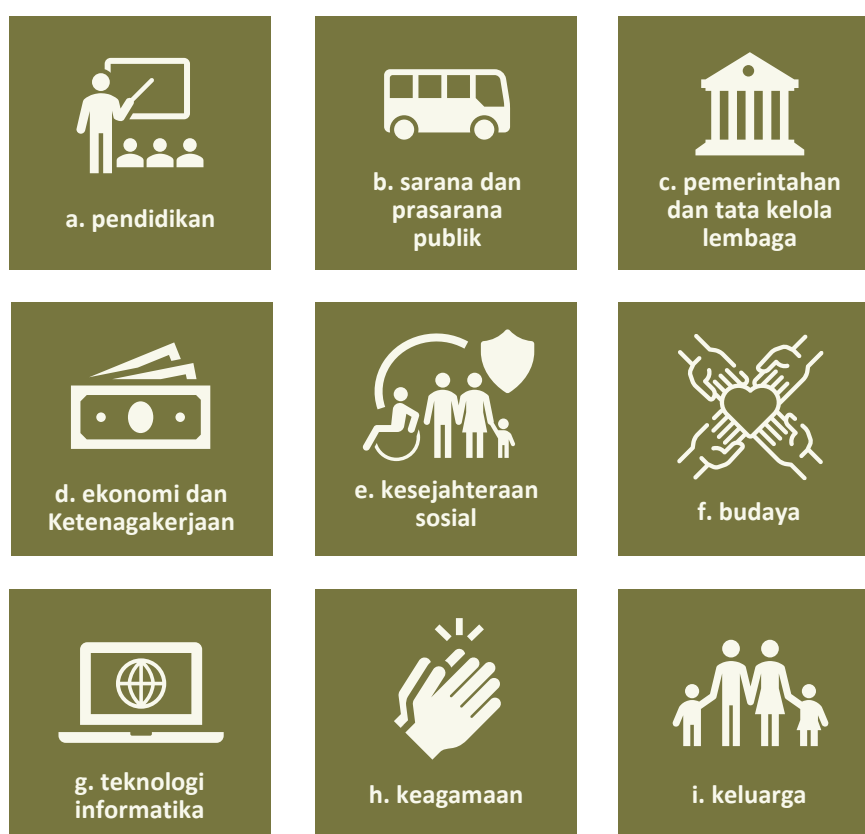 a. pendidikan
b. sarana dan
prasarana
publik
c. pemerintahan
dan tata kelola
lembaga
d. ekonomi dan
Ketenagakerjaan
e. kesejahteraan
sosial
f. budaya
g. teknologi
informatika
h. keagamaan
i. keluarga